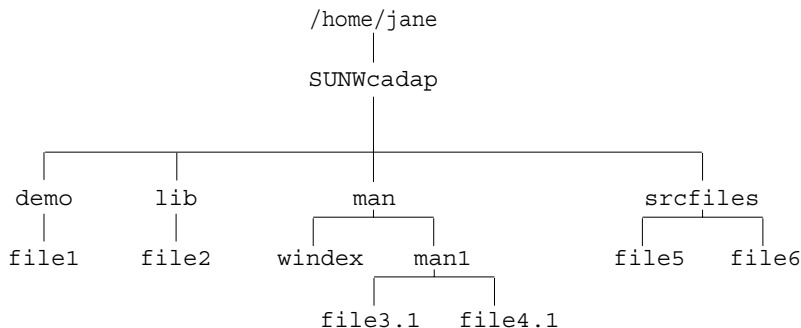 /home/jane
SUNWcadap
demo lib man srcfiles
file1 file2 windex man1 file5 file6
file3.1 file4.1